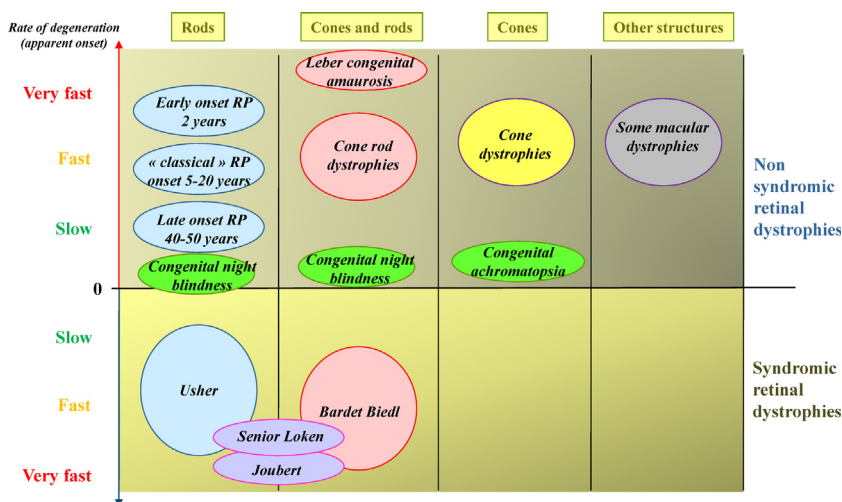 Rate of degeneration
(apparent onset)
Rods
Cones and rods
Cones
Other structures
Very fast
Fast
Slow
0
Slow
Fast
Very fast
Early onset RP
2 years
« classical » RP
onset 5-20 years
Late onset RP
40-50 years
Congenital night
blindness
Leber congenital
amaurosis
Cone rod
dystrophies
Congenital night
blindness
Cone
dystrophies
Congenital
achromatopsia
Some macular
dystrophies
Non
syndromic
retinal
dystrophies
Usher
Bardet Biedl
Senior Loken
Joubert
Syndromic
retinal
dystrophies